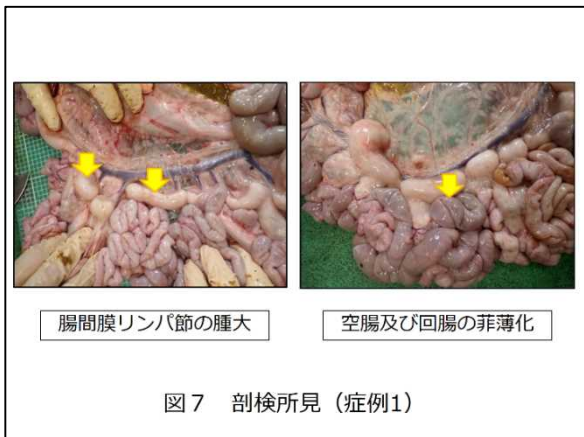 腸間膜リンパ節の腫大
空腸及び回腸の菲薄化
図７　剖検所見（症例1）